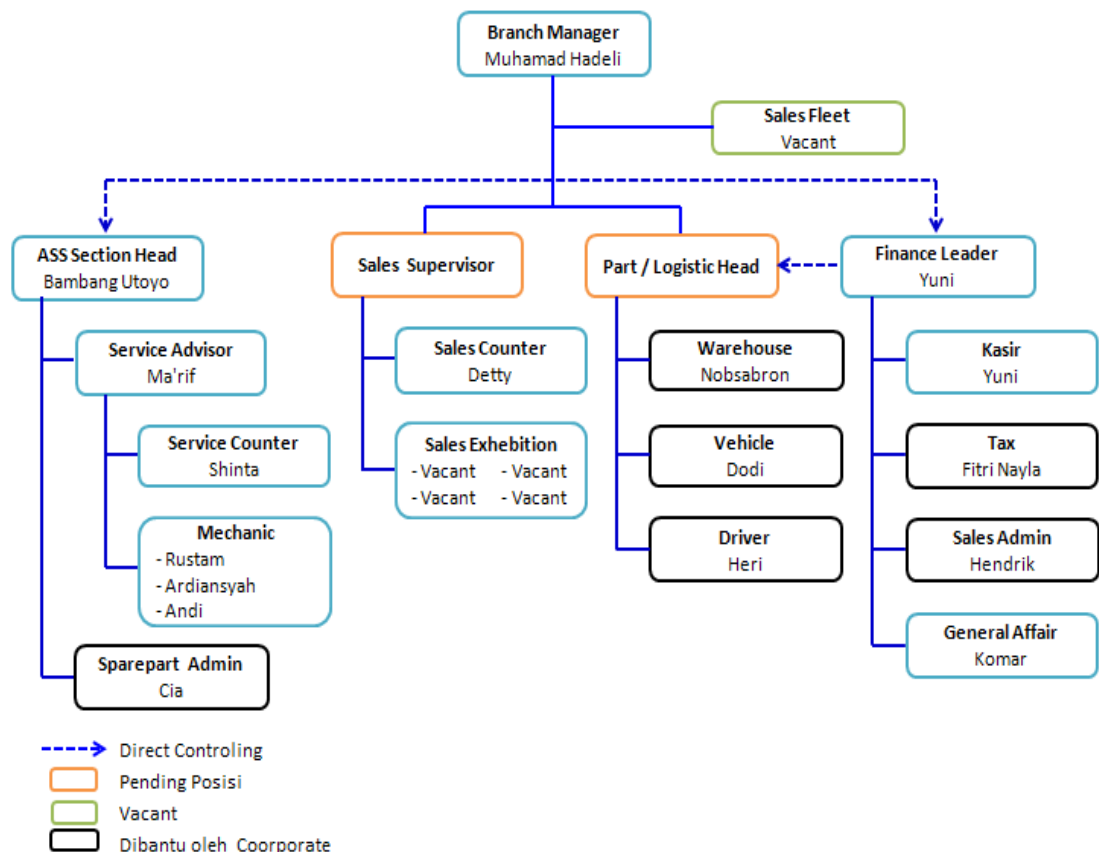 Branch Manager
Muhamad Hadeli
Sales Fleet
Vacant
ASS Section Head
Bambang Utoyo
Sales Supervisor
Part / Logistic Head
Finance Leader
Yuni
Service Advisor
Ma'rif
Sales Counter
Detty
Warehouse
Nobsabron
Kasir
Yuni
Service Counter
Shinta
Sales Exhebition
- Vacant - Vacant
- Vacant - Vacant
Vehicle
Dodi
Tax
Fitri Nayla
Mechanic
- Rustam
- Ardiansyah
- Andi
Driver
Heri
Sales Admin
Hendrik
Sparepart Admin
Cia
General Affair
Komar
Direct Controling
Pending Posisi
Vacant
Dibantu oleh Coorporate